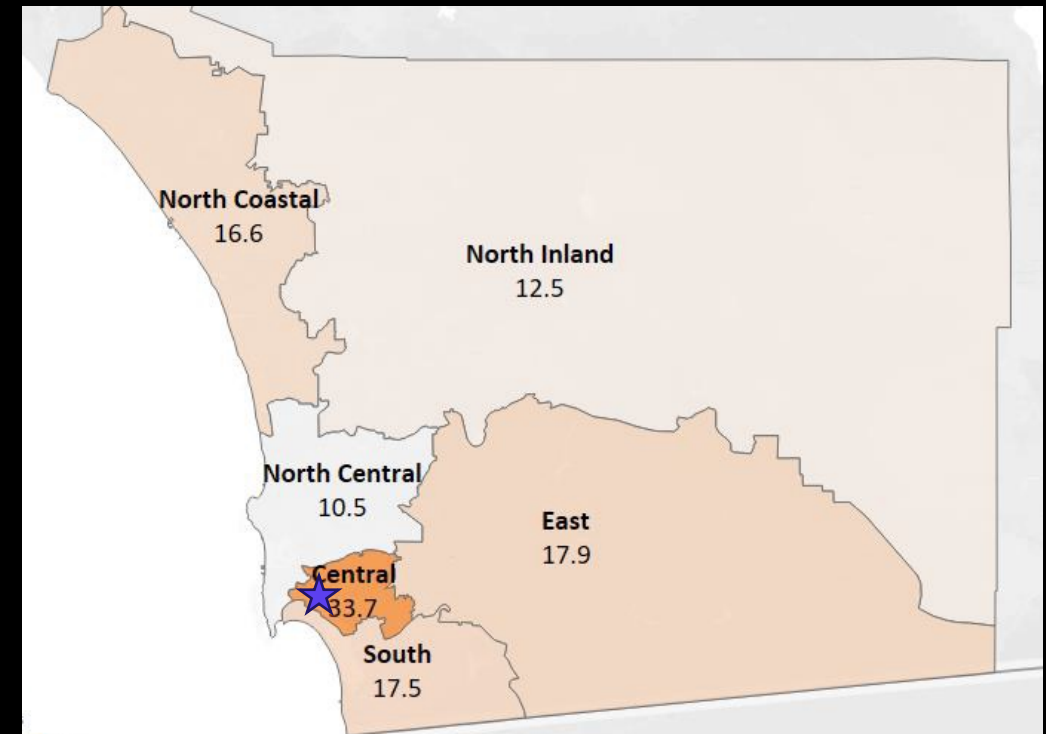 North Coastal
16.6
North Inland
12.5
North Central
10.5
East
17.9
Central
33.7
South
17.5